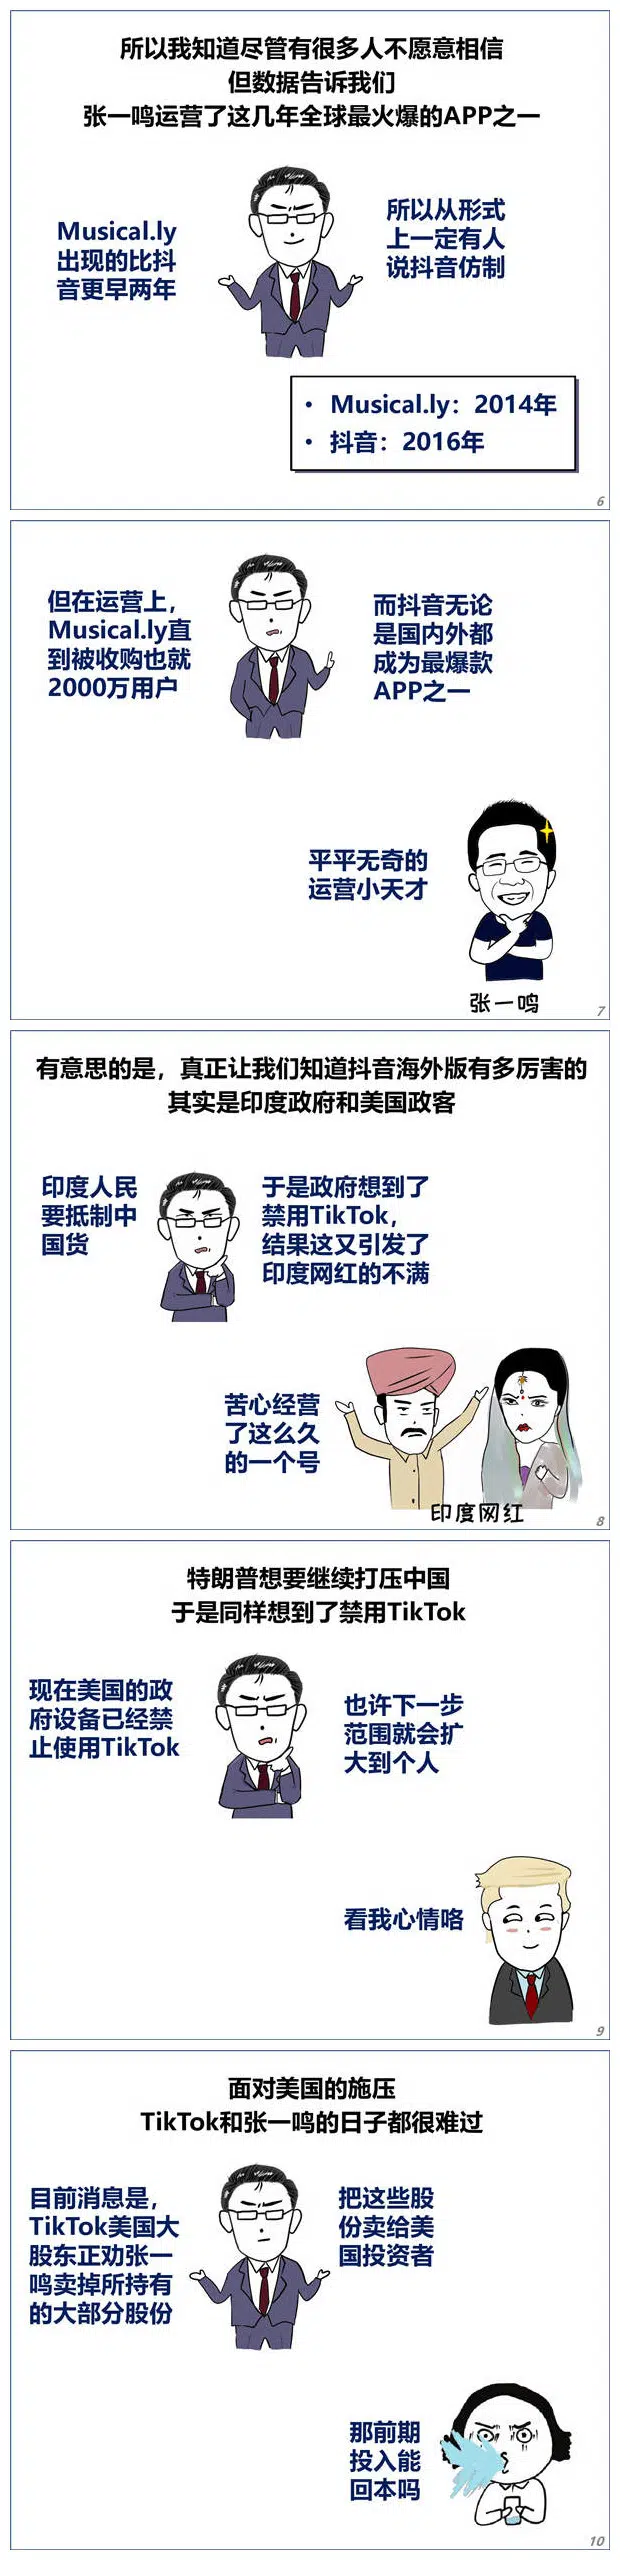 所以我知道尽管有很多人不愿意相信
但数据告诉我们
张一鸣运营了这几年全球最火爆的APP之一
Musical.ly
出现的比抖
音更早两年
所以从形式
上一定有人
说抖音仿制
• Musical.ly：2014年
• 抖音：2016年
6
但在运营上，
Musical.ly直
到被收购也就
2000万用户
而抖音无论
是国内外都
成为最爆款
APP之一
平平无奇的
运营小天才
张一鸣
7
有意思的是，真正让我们知道抖音海外版有多厉害的
其实是印度政府和美国政客
印度人民
要抵制中
国货
于是政府想到了
禁用TikTok，
结果这又引发了
印度网红的不满
苦心经营
了这么久
的一个号
印度网红
8
特朗普想要继续打压中国
于是同样想到了禁用TikTok
现在美国的政
府设备已经禁
止使用TikTok
也许下一步
范围就会扩
大到个人
看我心情咯
9
面对美国的施压
TikTok和张一鸣的日子都很难过
目前消息是，
TikTok美国大
股东正劝张一
鸣卖掉所持有
的大部分股份
把这些股
份卖给美
国投资者
那前期
投入能
回本吗
10